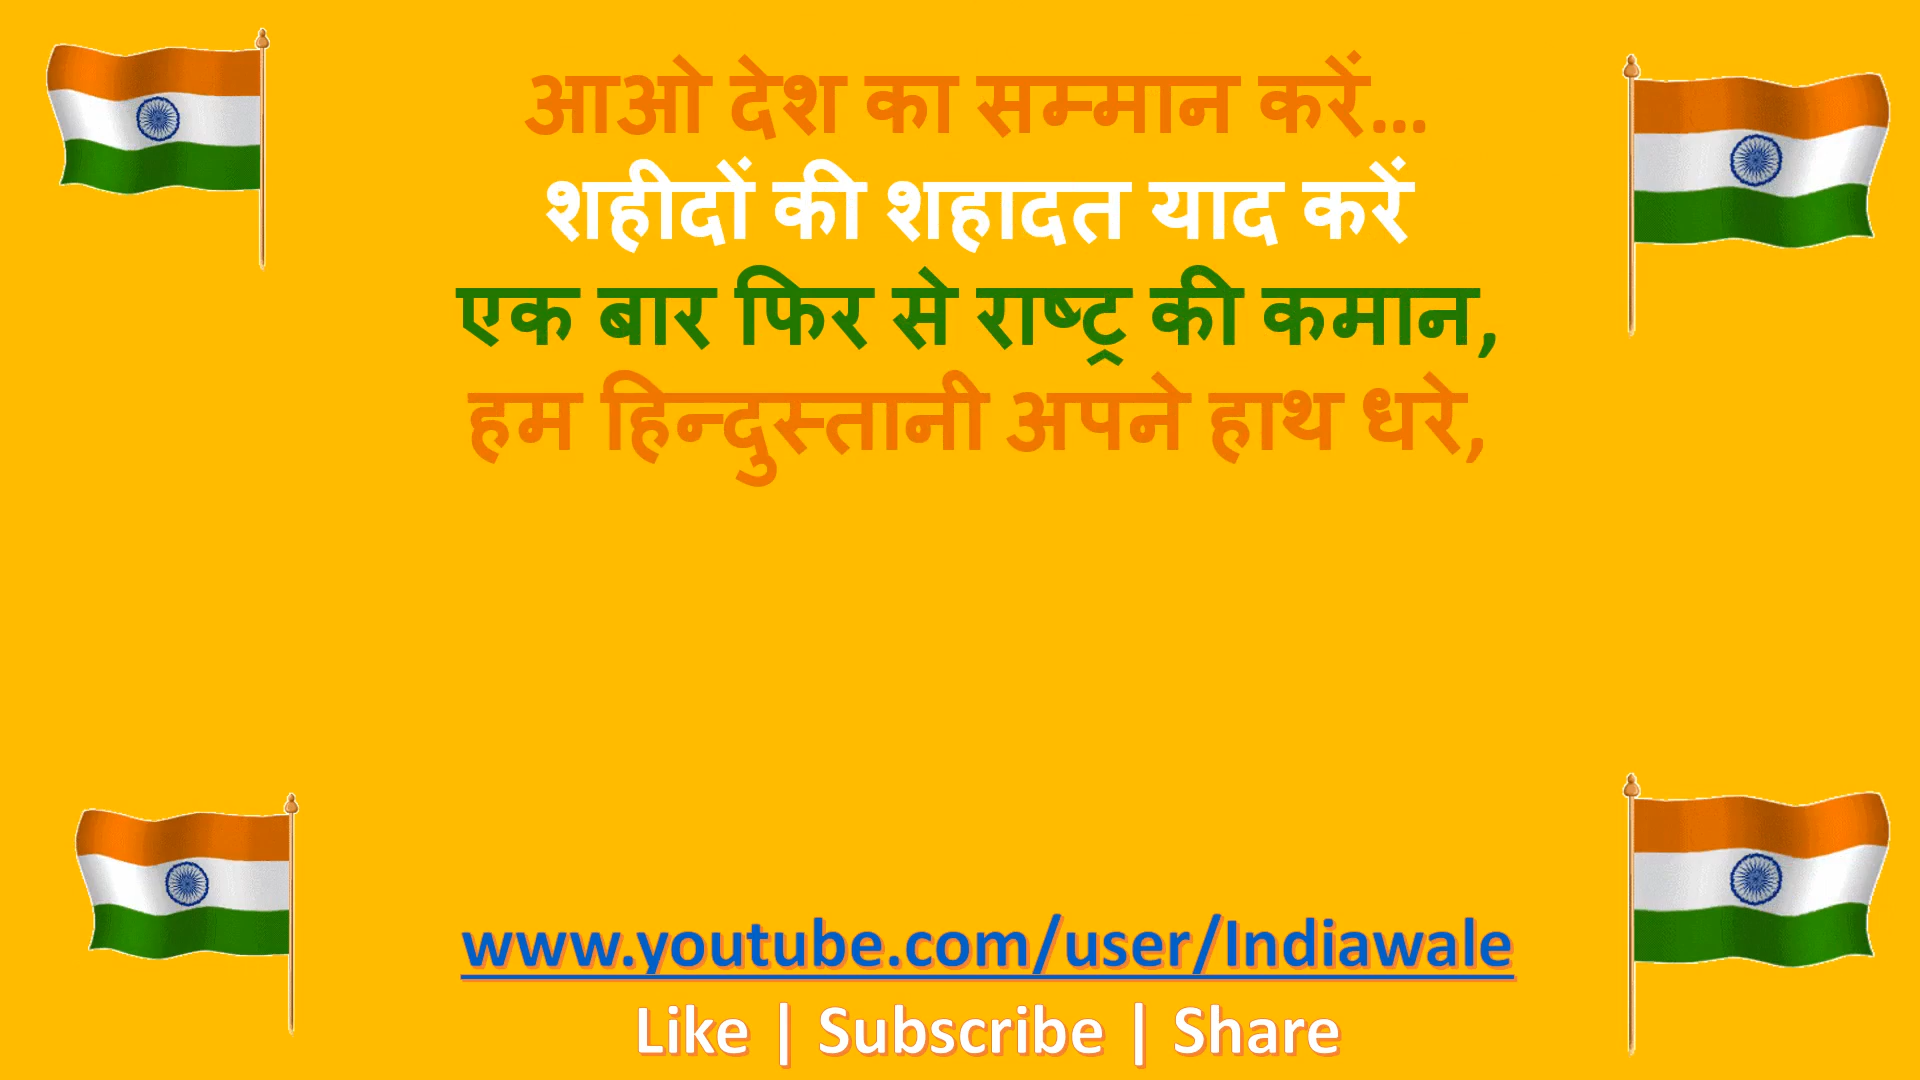 आओ देश का सम्मान करें...
शहीदों की शहादत याद करें
एक बार फिर से राष्ट्र की कमान,
हम हिन्दुस्तानी अपने हाथ धरे,
www.youtube.com/user/Indiawale
Like | Subscribe | Share